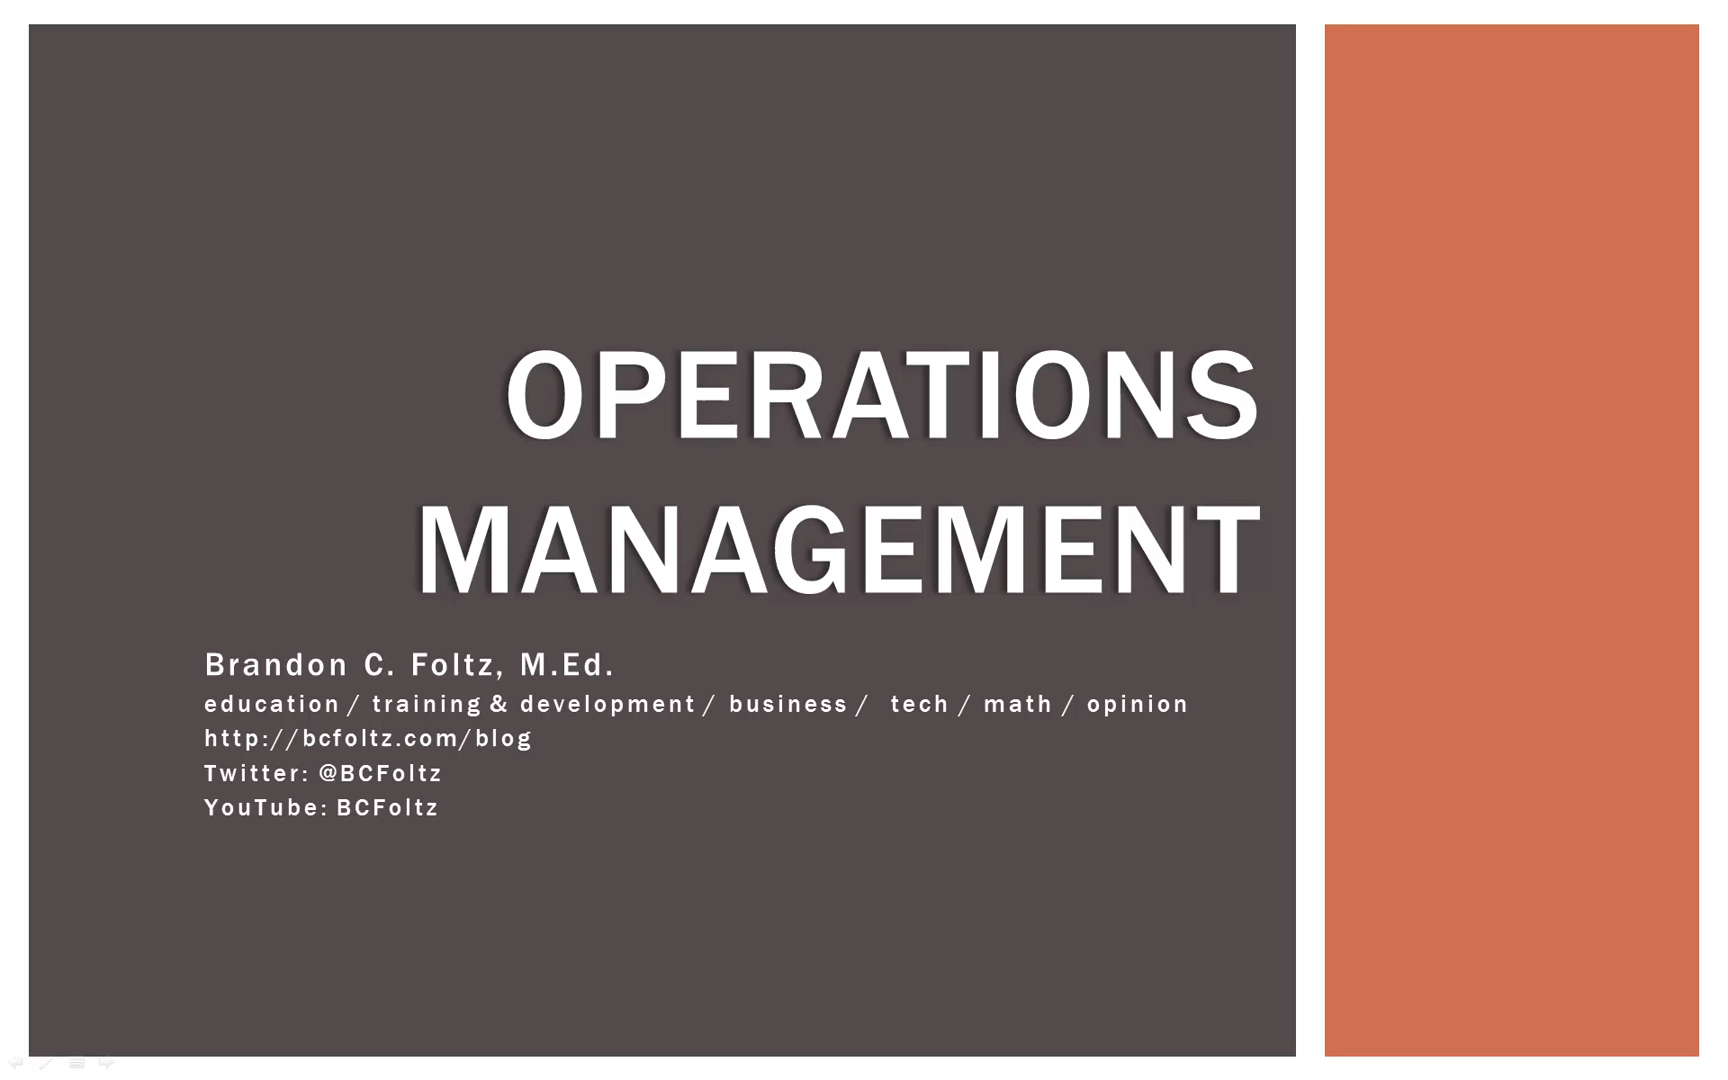 OPERATIONS
MANAGEMENT
Brandon C. Foltz, M.Ed.
education / training & development / business /  tech / math / opinion
http://bcfoltz.com/blog
Twitter: @BCFoltz
YouTube: BCFoltz